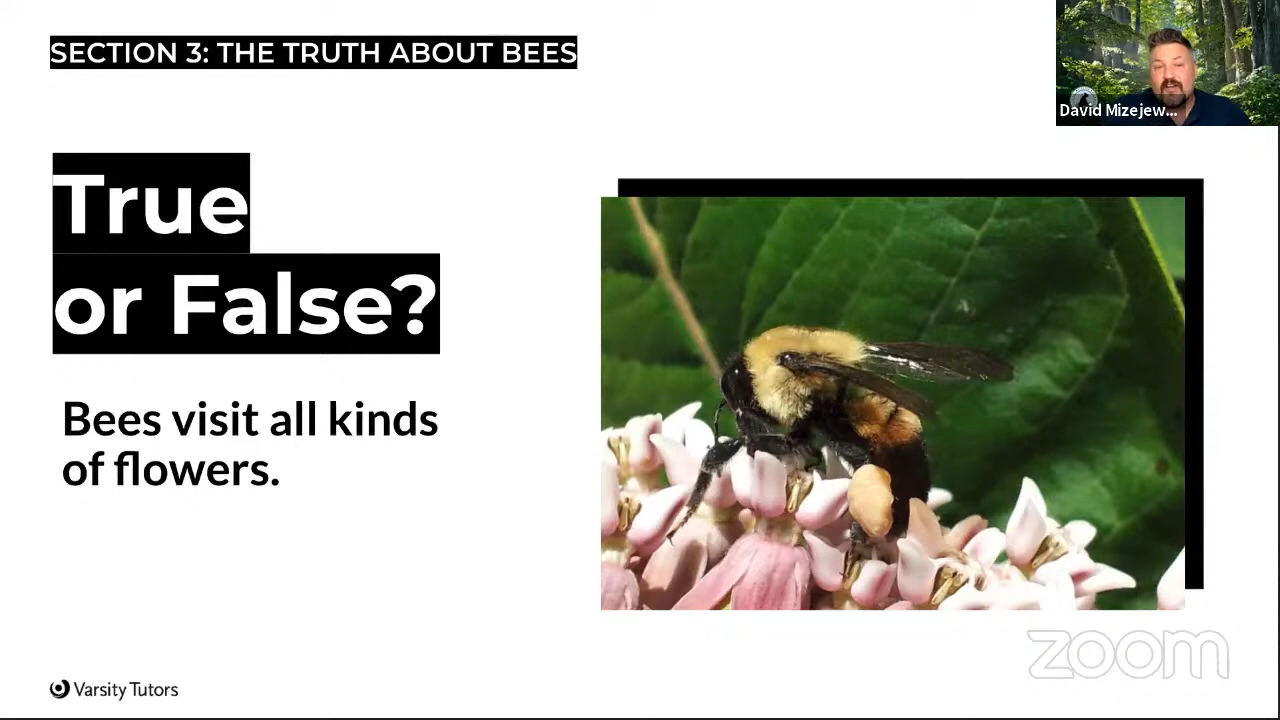 SECTION 3: THE TRUTH ABOUT BEES
David Mizejew...
True
or False?
Bees visit all kinds
of flowers.
zoom
Varsity Tutors